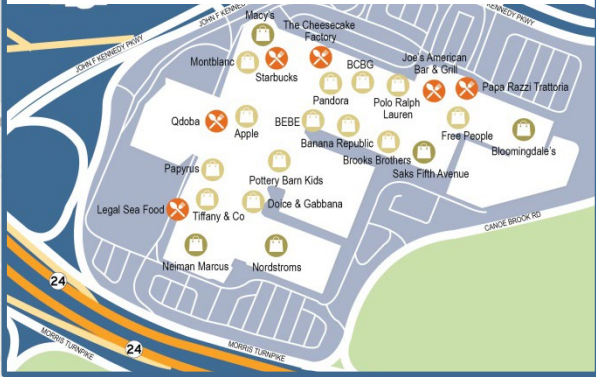 JOHN F KENNEDY PKWY
JOHN F KENNE
KENNEDY PKWY
Macy's
The Cheesecake
Factory
Montblanc
Starbucks
BCBG
Joe's American
Bar & Grill
Pandora
Polo Ralph
Lauren
Papa Razzi Trattoria
Qdoba
Apple
BEBE
Banana Republic
Free People
Brooks Brothers
Bloomingdale's
Saks Fifth Avenue
Papyrus
Pottery Barn Kids
Legal Sea Food
Tiffany & Co
Dolce & Gabbana
CANOE BROOK RD
Neiman Marcus
Nordstroms
24
24
MORRIS TURNPIKE
MORRIS TURNPIKE